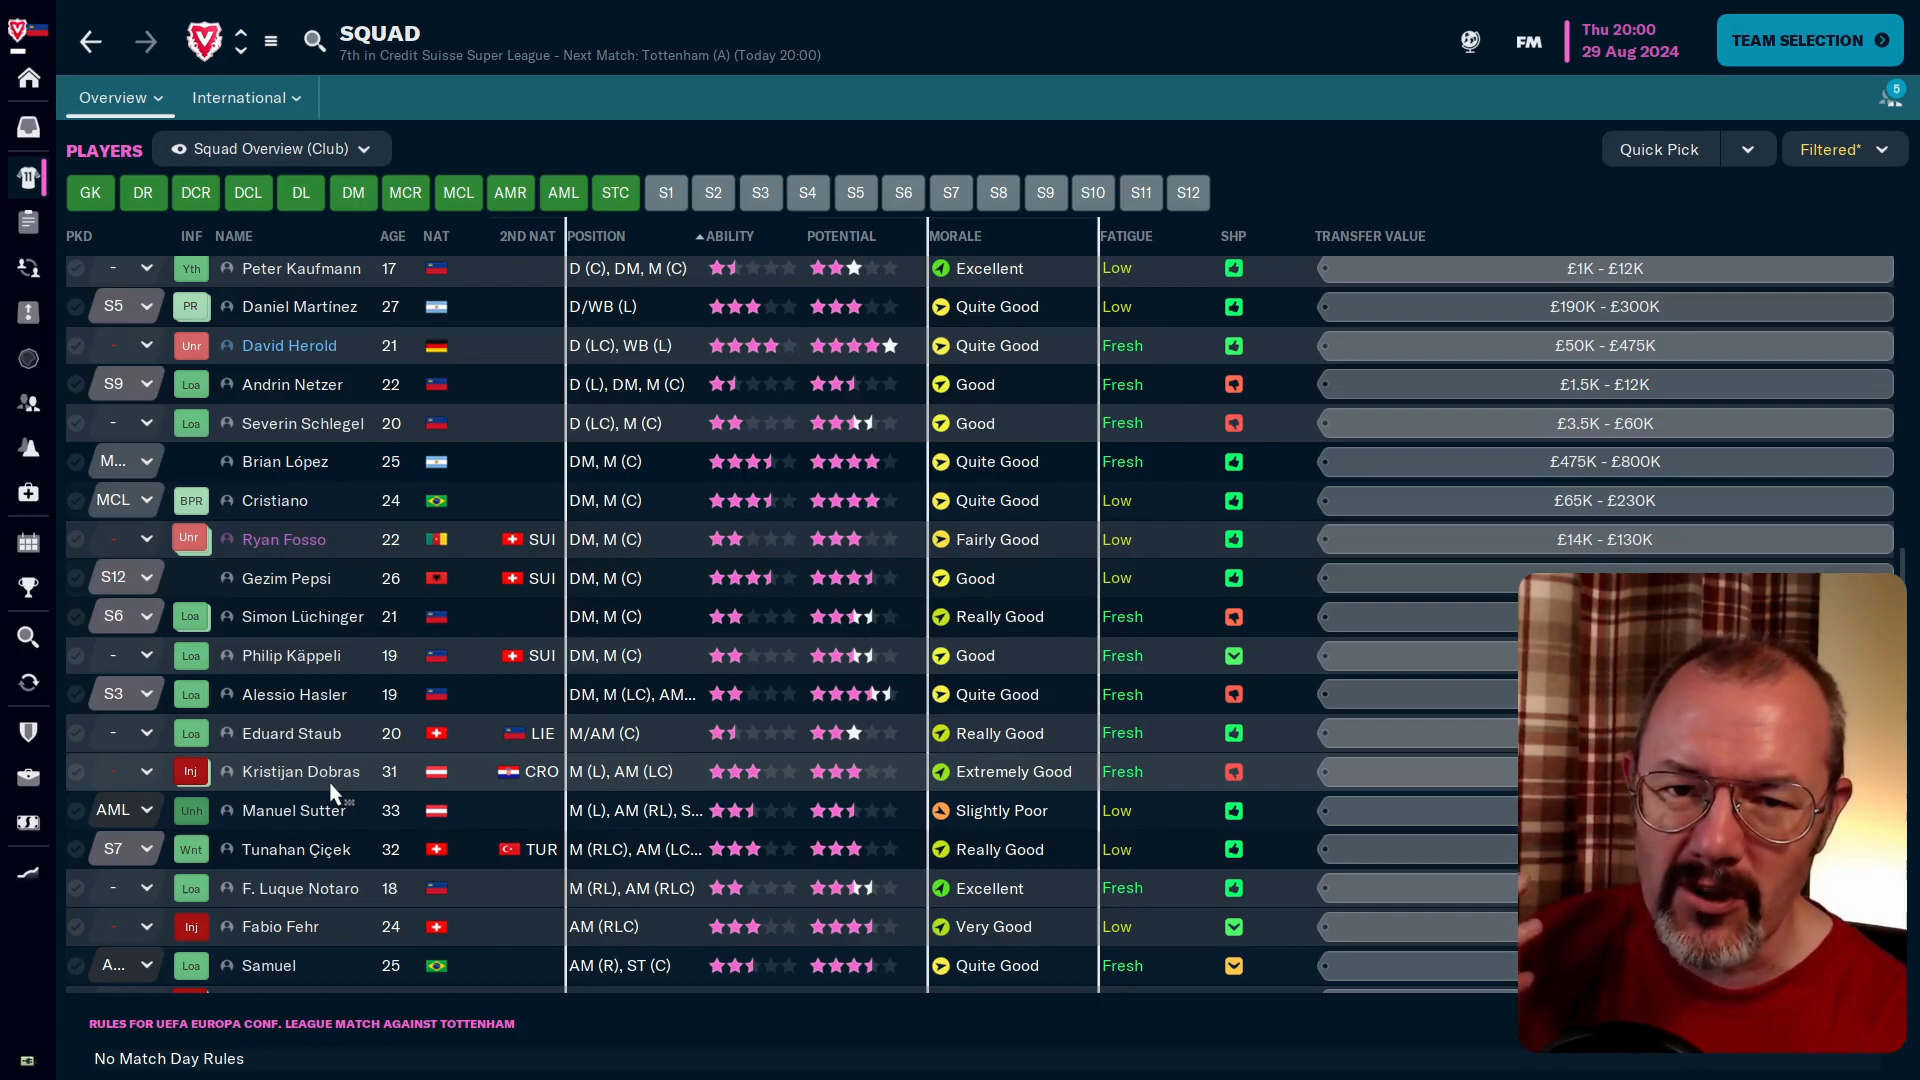 SQUAD
7th in Credit Suisse Super League - Next Match: Tottenham (A) (Today 20:00)
FM
Thu 20:00
29 Aug 2024
TEAM SELECTION
Overview
International
5
PLAYERS
Squad Overview (Club)
Quick Pick
Filtered*
GK DR DCR DCL DL DM MCR MCL AMR AML STC S1 S2 S3 S4 S5 S6 S7 S8 S9 S10 S11 S12
PKD INF NAME AGE NAT 2ND NAT POSITION ABILITY POTENTIAL MORALE FATIGUE SHP TRANSFER VALUE
- Yth Peter Kaufmann 17 D (C), DM, M (C) Excellent Low £1K - £12K
S5 PR Daniel Martínez 27 D/WB (L) Quite Good Low £190K - £300K
- Unr David Herold 21 D (LC), WB (L) Quite Good Fresh £50K - £475K
S9 Loa Andrin Netzer 22 D (L), DM, M (C) Good Fresh £1.5K - £12K
- Loa Severin Schlegel 20 D (LC), M (C) Good Fresh £3.5K - £60K
M... Brian López 25 DM, M (C) Quite Good Fresh £475K - £800K
MCL BPR Cristiano 24 DM, M (C) Quite Good Low £65K - £230K
- Unr Ryan Fosso 22 SUI DM, M (C) Fairly Good Low £14K - £130K
S12 Gezim Pepsi 26 SUI DM, M (C) Good Low
S6 Loa Simon Lüchinger 21 DM, M (C) Really Good Fresh
- Loa Philip Käppeli 19 SUI DM, M (C) Good Fresh
S3 Loa Alessio Hasler 19 DM, M (LC), AM... Quite Good Fresh
- Loa Eduard Staub 20 LIE M/AM (C) Really Good Fresh
- Inj Kristijan Dobras 31 CRO M (L), AM (LC) Extremely Good Fresh
AML Unh Manuel Sutter 33 M (L), AM (RL), S... Slightly Poor Low
S7 Wnt Tunahan Çiçek 32 TUR M (RLC), AM (LC... Really Good Low
- Loa F. Luque Notaro 18 M (RL), AM (RLC) Excellent Fresh
- Inj Fabio Fehr 24 AM (RLC) Very Good Low
A... Loa Samuel 25 AM (R), ST (C) Quite Good Fresh
RULES FOR UEFA EUROPA CONF. LEAGUE MATCH AGAINST TOTTENHAM
No Match Day Rules